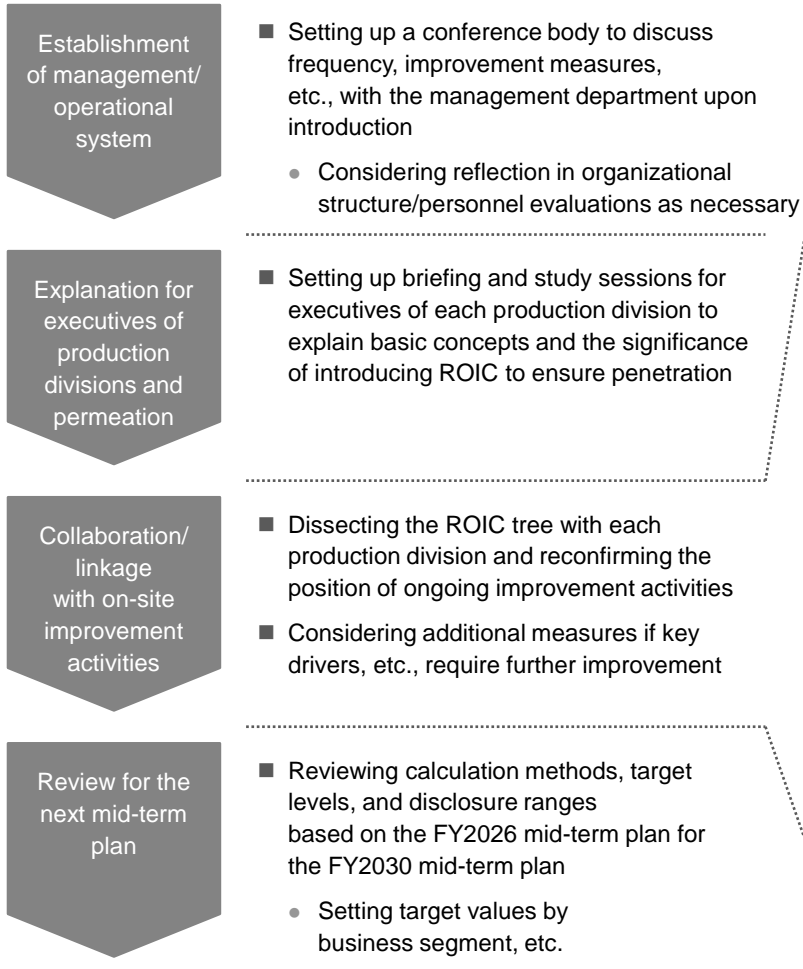 Establishment
of management/
operational
system
■ Setting up a conference body to discuss
frequency, improvement measures,
etc., with the management department upon
introduction
● Considering reflection in organizational
structure/personnel evaluations as necessary
Explanation for
executives of
production
divisions and
permeation
■ Setting up briefing and study sessions for
executives of each production division to
explain basic concepts and the significance
of introducing ROIC to ensure penetration
Collaboration/
linkage
with on-site
improvement
activities
■ Dissecting the ROIC tree with each
production division and reconfirming the
position of ongoing improvement activities
■ Considering additional measures if key
drivers, etc., require further improvement
Review for the
next mid-term
plan
■ Reviewing calculation methods, target
levels, and disclosure ranges
based on the FY2026 mid-term plan for
the FY2030 mid-term plan
● Setting target values by
business segment, etc.